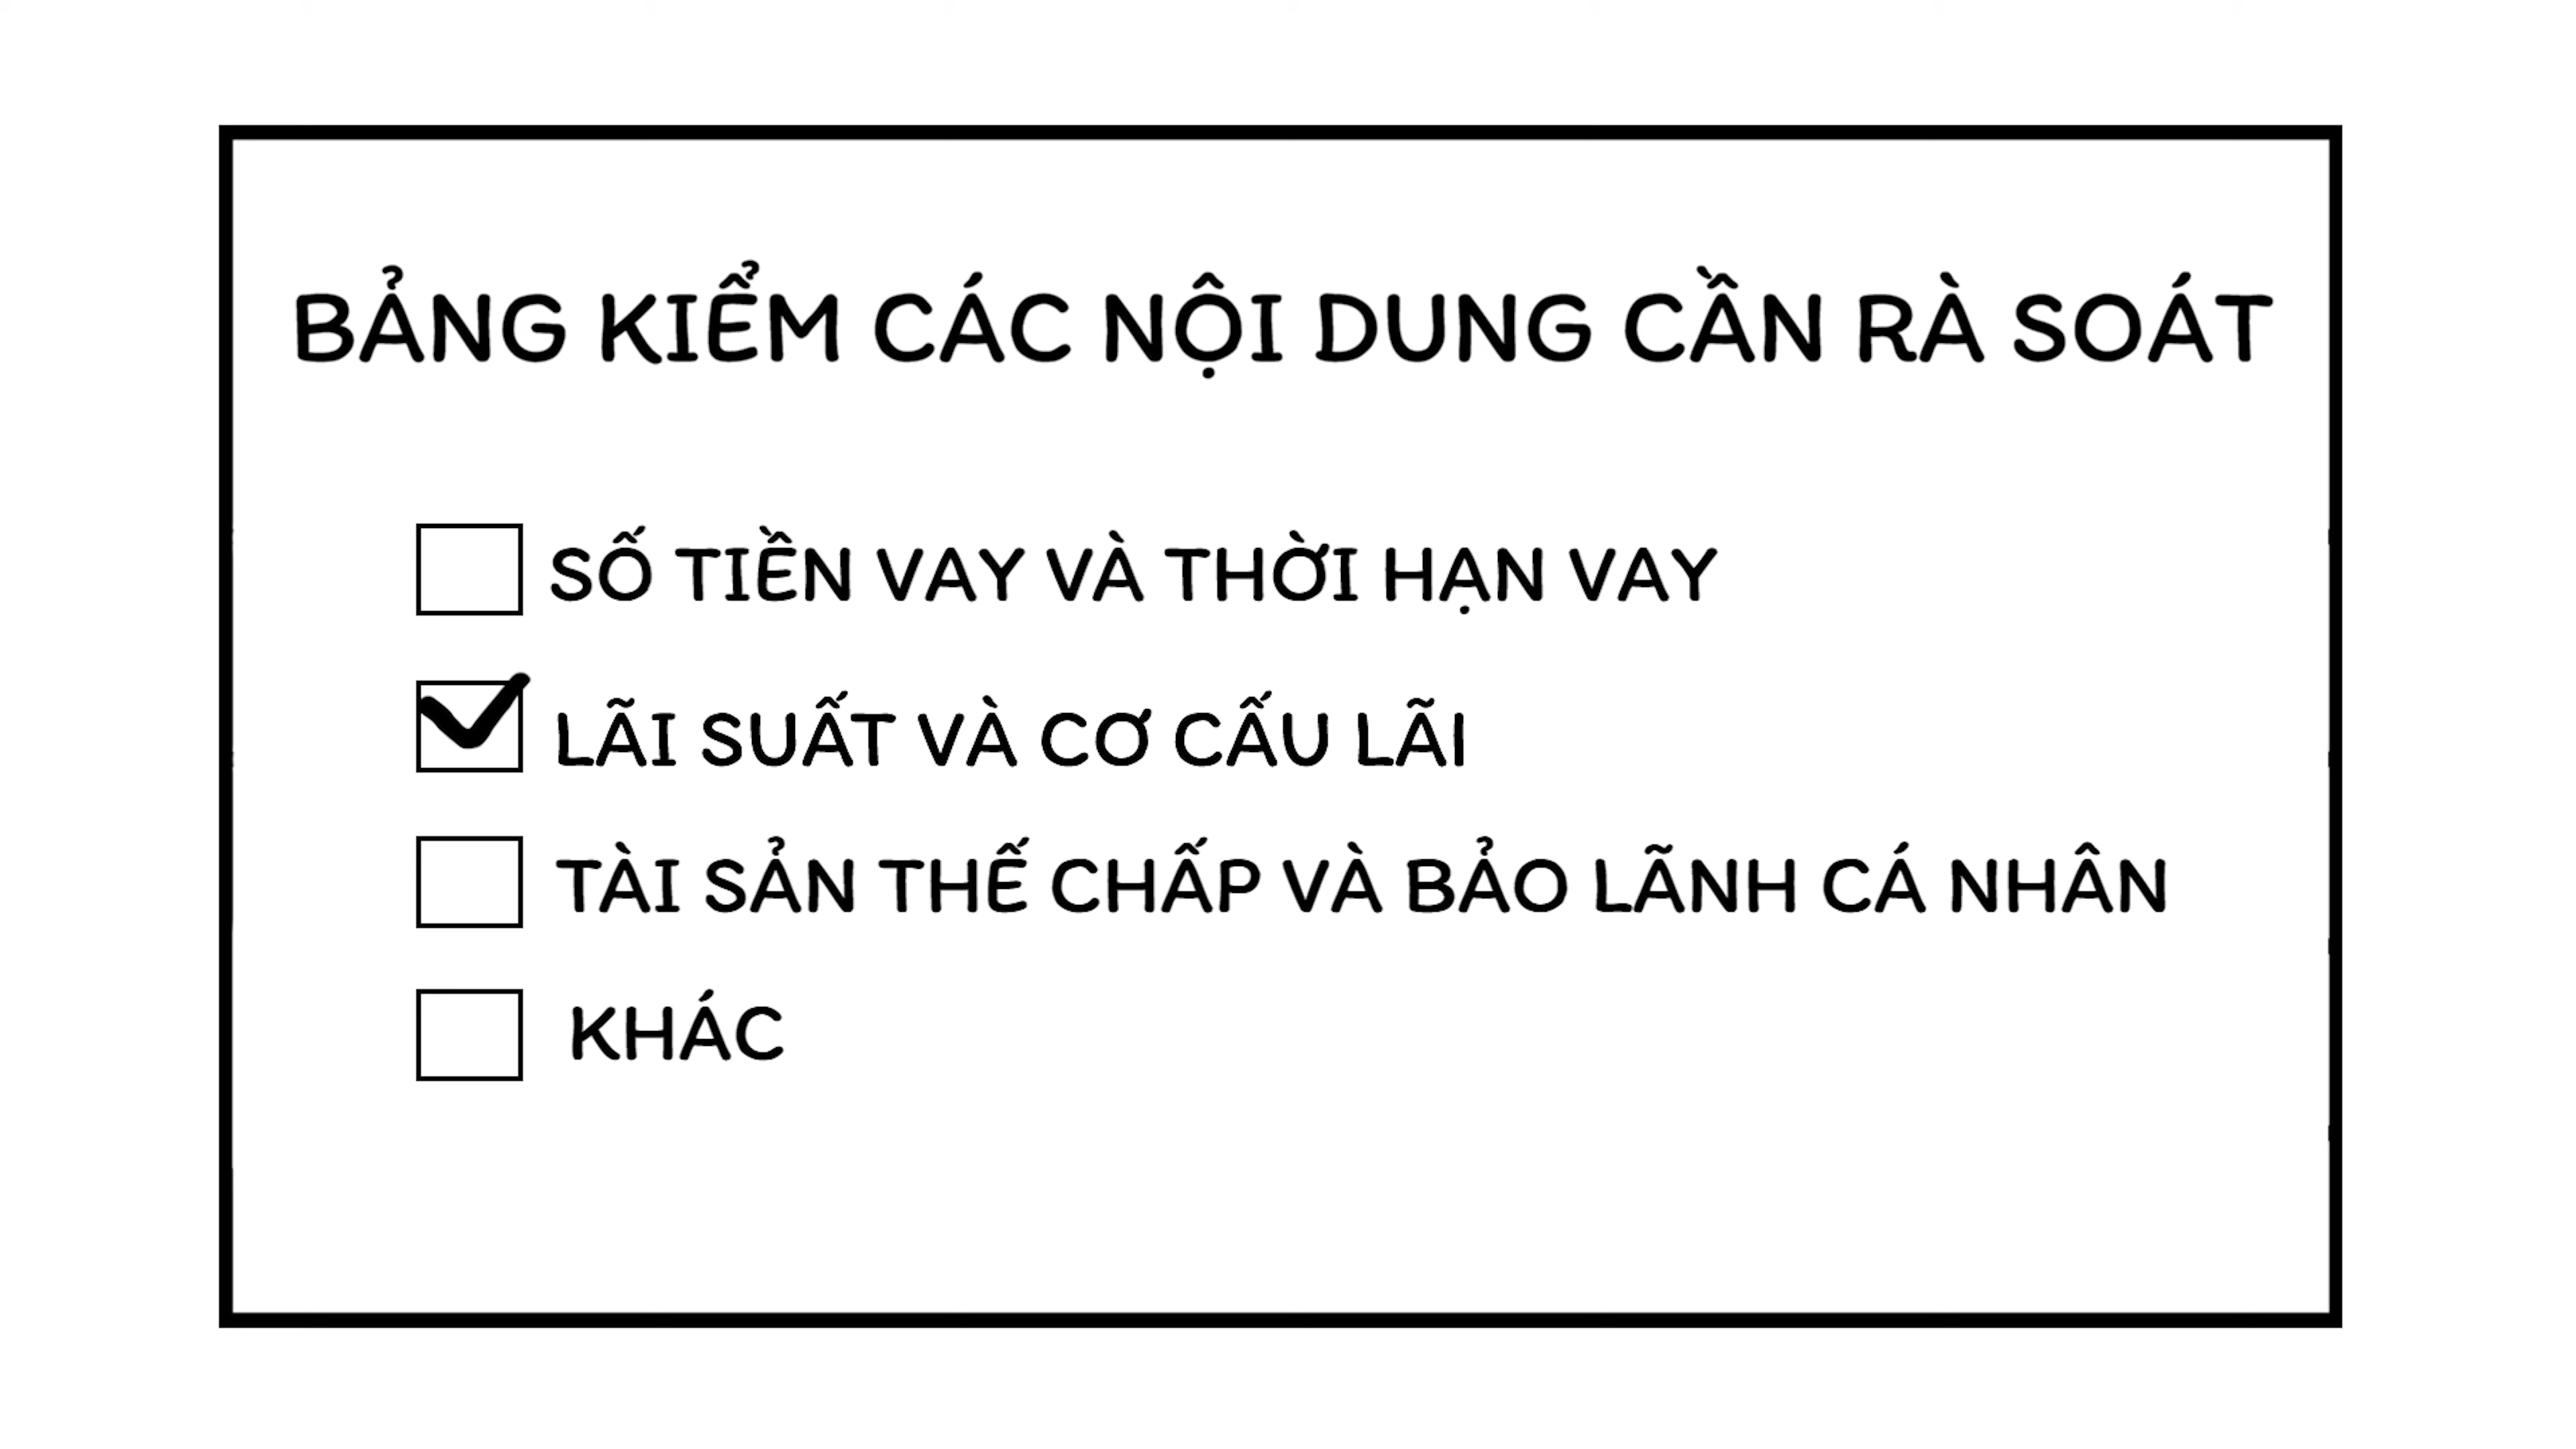 BẢNG KIỂM CÁC NỘI DUNG CẦN RÀ SOÁT
SỐ TIỀN VAY VÀ THỜI HẠN VAY
LÃI SUẤT VÀ CƠ CẤU LÃI
TÀI SẢN THẾ CHẤP VÀ BẢO LÃNH CÁ NHÂN
KHÁC